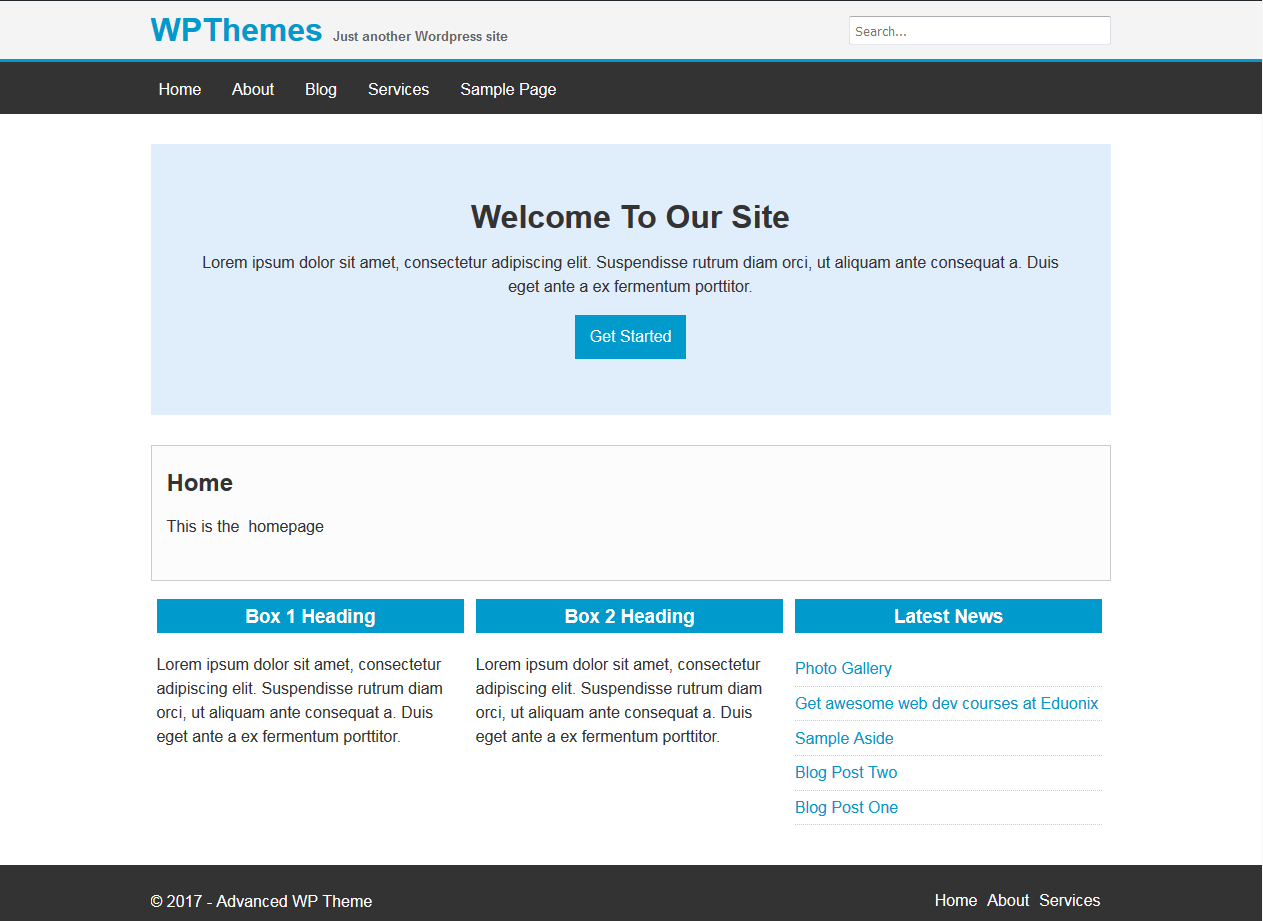 WPThemes Just another Wordpress site
Search...
Home About Blog Services Sample Page
Welcome To Our Site
Lorem ipsum dolor sit amet, consectetur adipiscing elit. Suspendisse rutrum diam orci, ut aliquam ante consequat a. Duis
eget ante a ex fermentum porttitor.
Get Started
Home
This is the  homepage
Box 1 Heading
Lorem ipsum dolor sit amet, consectetur
adipiscing elit. Suspendisse rutrum diam
orci, ut aliquam ante consequat a. Duis
eget ante a ex fermentum porttitor.
Box 2 Heading
Lorem ipsum dolor sit amet, consectetur
adipiscing elit. Suspendisse rutrum diam
orci, ut aliquam ante consequat a. Duis
eget ante a ex fermentum porttitor.
Latest News
Photo Gallery
Get awesome web dev courses at Eduonix
Sample Aside
Blog Post Two
Blog Post One
© 2017 - Advanced WP Theme
Home About Services